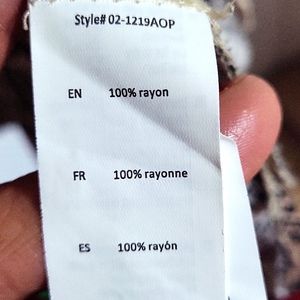 Style# 02-1219AOP
EN 100% rayon
FR 100% rayonne
ES 100% rayón